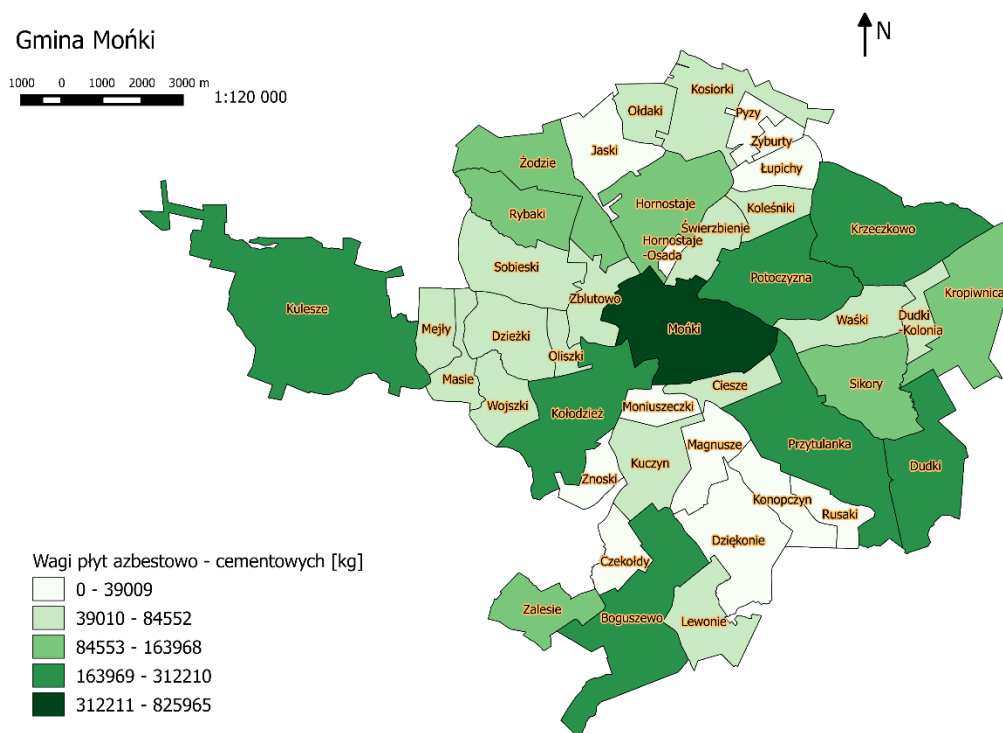 Gmina Mońki
N
1000 0 1000 2000 3000 m
1:120 000
Kosiorki
Ołdaki
Pyzy
Zyburty
Jaski
Żodzie
Łupichy
Hornostaje
Koleśniki
Rybaki
Świerzbienie
Krzeczkowo
Hornostaje
-Osada
Sobieski
Potoczyzna
Kropiwnica
Zblutowo
Kulesze
Dudki
-Kolonia
Waśki
Mejły
Mońki
Dzieżki
Oliszki
Masie
Ciesze
Sikory
Wojszki
Kołodzież
Moniuszeczki
Magnusze
Przytulanka
Kuczyn
Dudki
Znoski
Konopczyn
Rusaki
Dziękonie
Czekołdy
Zalesie
Boguszewo
Lewonie
Wagi płyt azbestowo - cementowych [kg]
0 - 39009
39010 - 84552
84553 - 163968
163969 - 312210
312211 - 825965